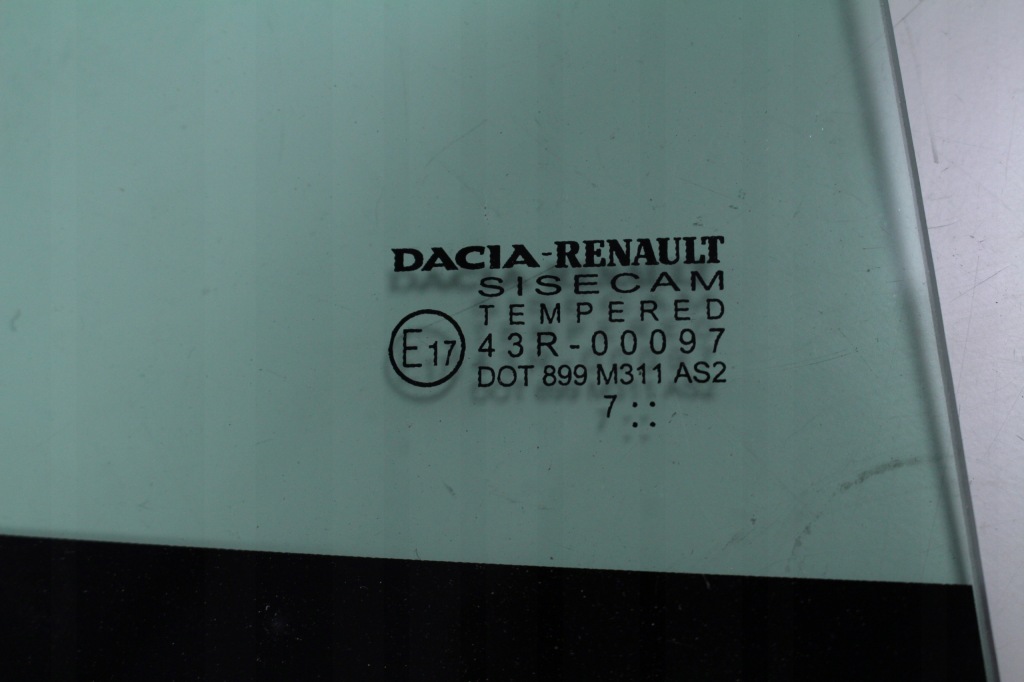 DACIA-RENAULT
SISECAM
TEMPERED
E17 43R-00097
DOT 899 M311 AS2
7 ::